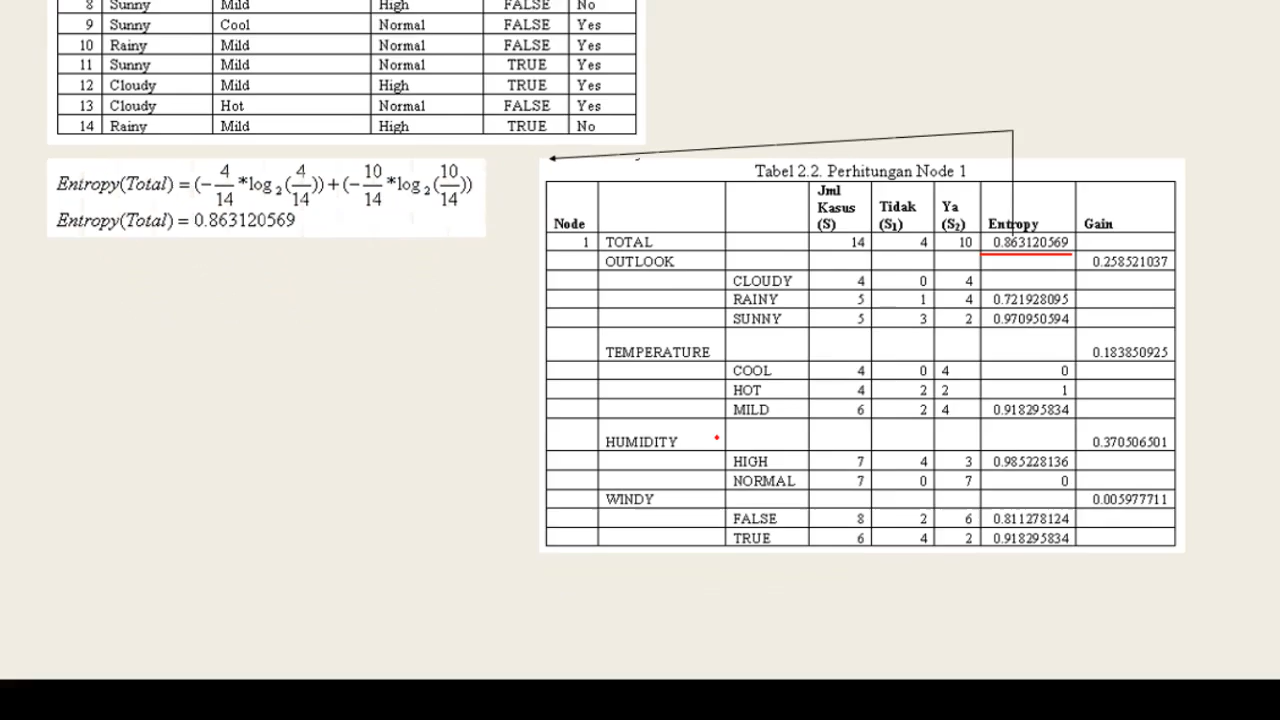 8 Sunny Mild High FALSE No
9 Sunny Cool Normal FALSE Yes
10 Rainy Mild Normal FALSE Yes
11 Sunny Mild Normal TRUE Yes
12 Cloudy Mild High TRUE Yes
13 Cloudy Hot Normal FALSE Yes
14 Rainy Mild High TRUE No
Entropy(Total) = (-4/14 * log2(4/14)) + (-10/14 * log2(10/14))
Entropy(Total) = 0.863120569
Tabel 2.2. Perhitungan Node 1
Node Jml Kasus (S) Tidak (S1) Ya (S2) Entropy Gain
1 TOTAL 14 4 10 0.863120569
OUTLOOK 0.258521037
CLOUDY 4 0 4
RAINY 5 1 4 0.721928095
SUNNY 5 3 2 0.970950594
TEMPERATURE 0.183850925
COOL 4 0 4 0
HOT 4 2 2 1
MILD 6 2 4 0.918295834
HUMIDITY 0.370506501
HIGH 7 4 3 0.985228136
NORMAL 7 0 7 0
WINDY 0.005977711
FALSE 8 2 6 0.811278124
TRUE 6 4 2 0.918295834